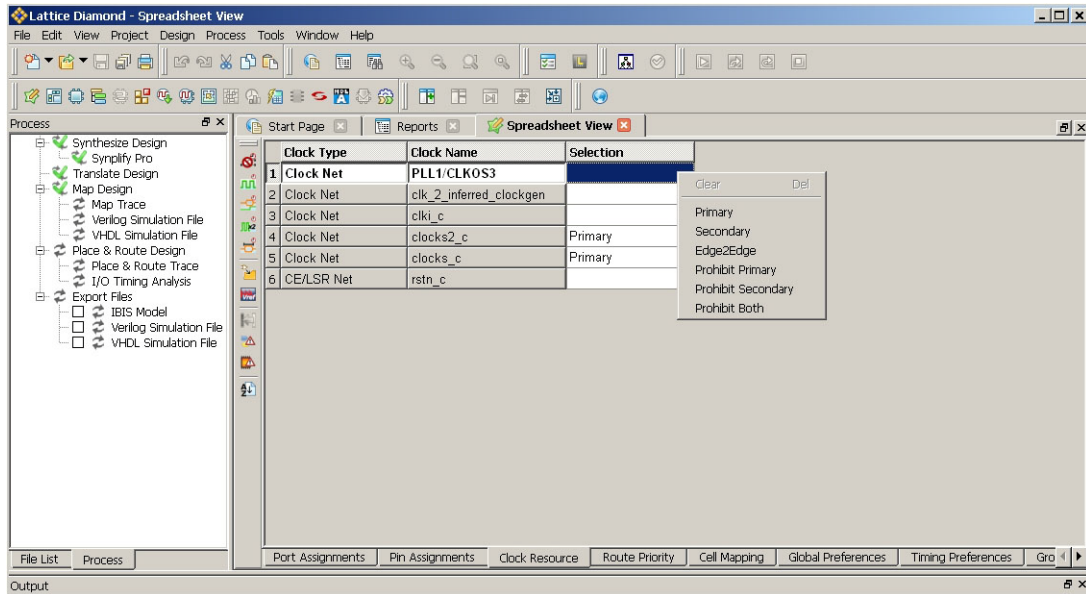 Lattice Diamond - Spreadsheet View
File Edit View Project Design Process Tools Window Help
Process
Start Page
Reports
Spreadsheet View
Synthesize Design
Synplify Pro
Translate Design
Map Design
Map Trace
Verilog Simulation File
VHDL Simulation File
Place & Route Design
Place & Route Trace
I/O Timing Analysis
Export Files
IBIS Model
Verilog Simulation File
VHDL Simulation File
Clock Type Clock Name Selection
1 Clock Net PLL1/CLKOS3
2 Clock Net clk_2_inferred_clockgen
3 Clock Net clki_c
4 Clock Net clocks2_c Primary
5 Clock Net clocks_c Primary
6 CE/LSR Net rstn_c
Clear Del
Primary
Secondary
Edge2Edge
Prohibit Primary
Prohibit Secondary
Prohibit Both
File List Process
Port Assignments Pin Assignments Clock Resource Route Priority Cell Mapping Global Preferences Timing Preferences Gro
Output